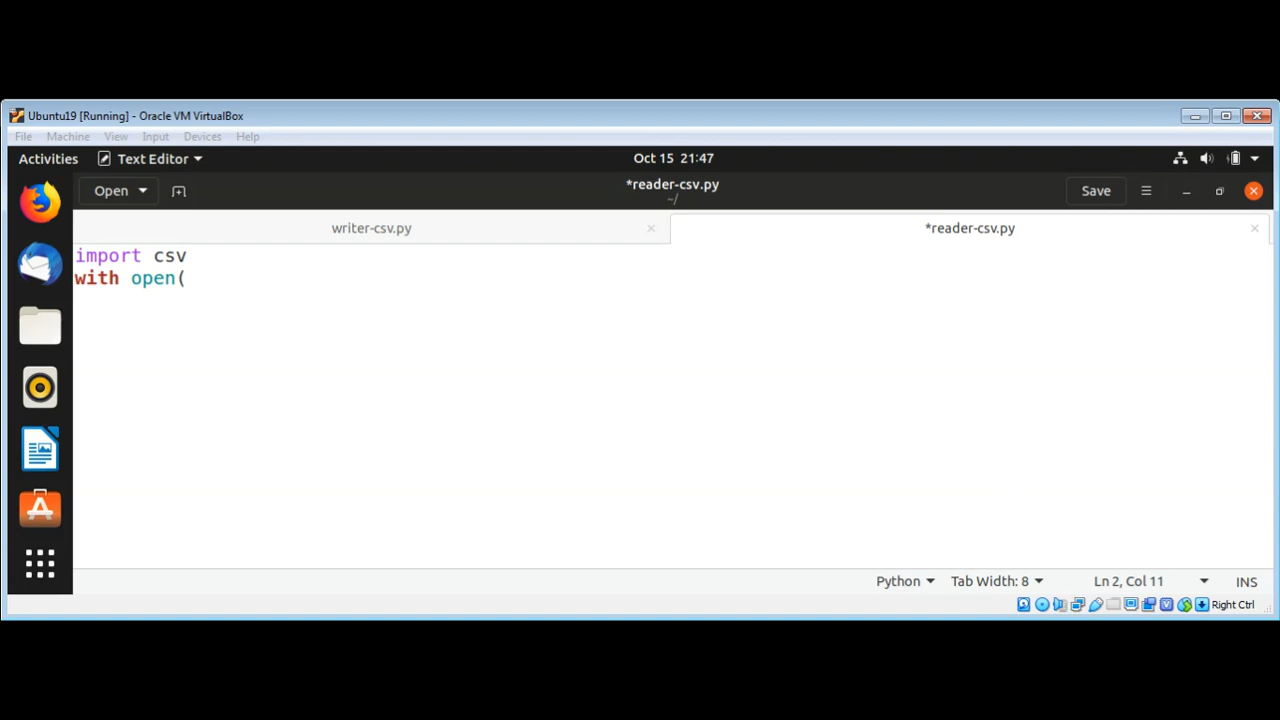 Ubuntu19 [Running] - Oracle VM VirtualBox
File Machine View Input Devices Help
Activities Text Editor Oct 15 21:47
Open *reader-csv.py Save
~/
writer-csv.py *reader-csv.py
import csv
with open(
Python Tab Width: 8 Ln 2, Col 11 INS
Right Ctrl